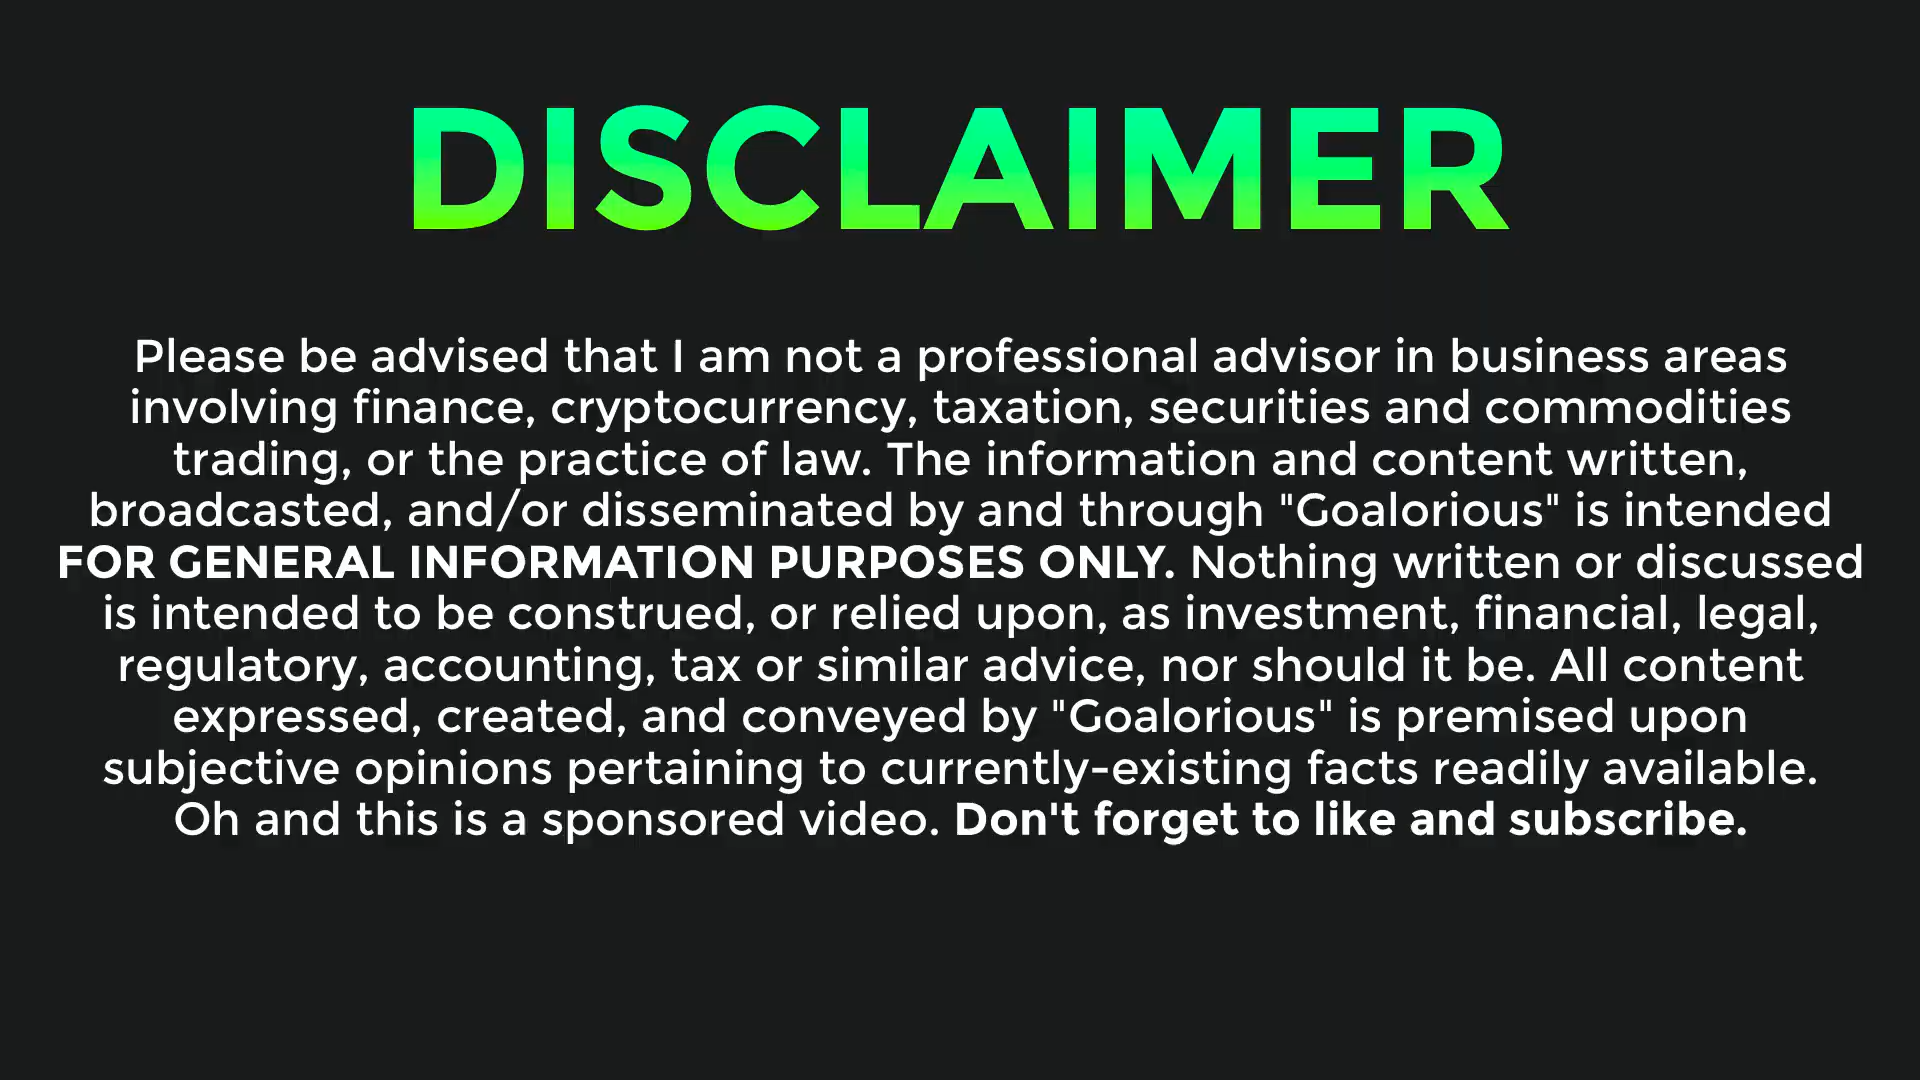 DISCLAIMER
Please be advised that I am not a professional advisor in business areas
involving finance, cryptocurrency, taxation, securities and commodities
trading, or the practice of law. The information and content written,
broadcasted, and/or disseminated by and through "Goalorious" is intended
FOR GENERAL INFORMATION PURPOSES ONLY. Nothing written or discussed
is intended to be construed, or relied upon, as investment, financial, legal,
regulatory, accounting, tax or similar advice, nor should it be. All content
expressed, created, and conveyed by "Goalorious" is premised upon
subjective opinions pertaining to currently-existing facts readily available.
Oh and this is a sponsored video. Don't forget to like and subscribe.